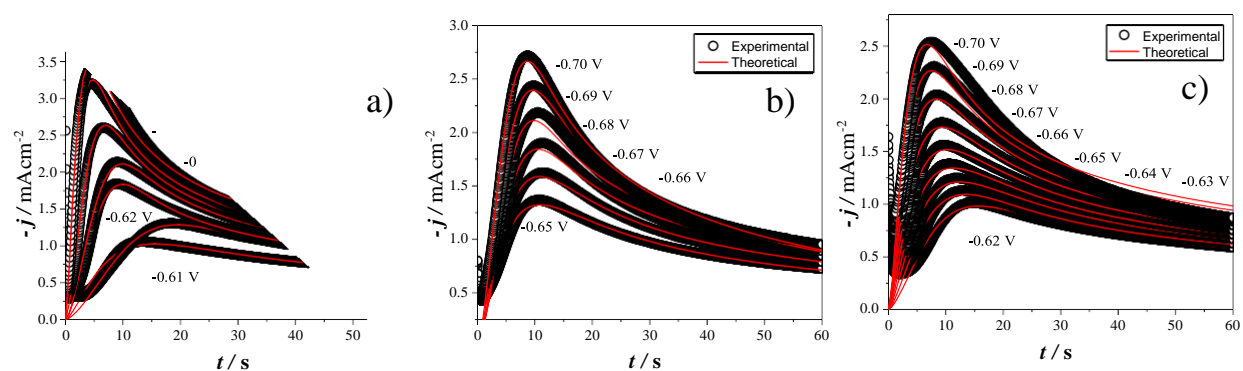 a)
3.5
3.0
2.5
2.0
1.5
1.0
0.5
0.0
0 10 20 30 40 50
-j / mAcm-2
t / s
-
-0
-0.62 V
-0.61 V
b)
Experimental
Theoretical
3.0
2.5
2.0
1.5
1.0
0.5
0 10 20 30 40 50 60
-j / mAcm-2
t / s
-0.70 V
-0.69 V
-0.68 V
-0.67 V
-0.66 V
-0.65 V
c)
Experimental
Theoretical
2.5
2.0
1.5
1.0
0.5
0.0
0 10 20 30 40 50 60
-j / mAcm-2
t / s
-0.70 V
-0.69 V
-0.68 V
-0.67 V
-0.66 V
-0.65 V
-0.64 V
-0.63 V
-0.62 V